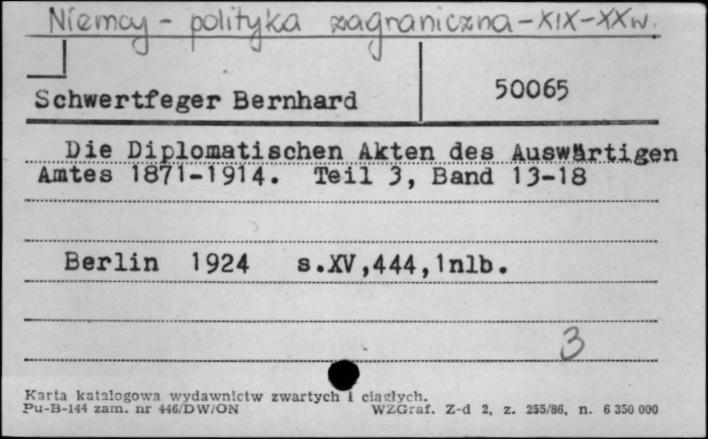 Niemcy - polityka zagraniczna - XIX-XXw.
Schwertfeger Bernhard
50065
Die Diplomatischen Akten des Auswärtigen
Amtes 1871-1914. Teil 3, Band 13-18
Berlin 1924 s.XV,444,1nlb.
3
Karta katalogowa wydawnictw zwartych i ciągłych.
Pu-B-144 zam. nr 446/DW/ON WZGraf. Z-d 2, z. 255/86, n. 6 350 000